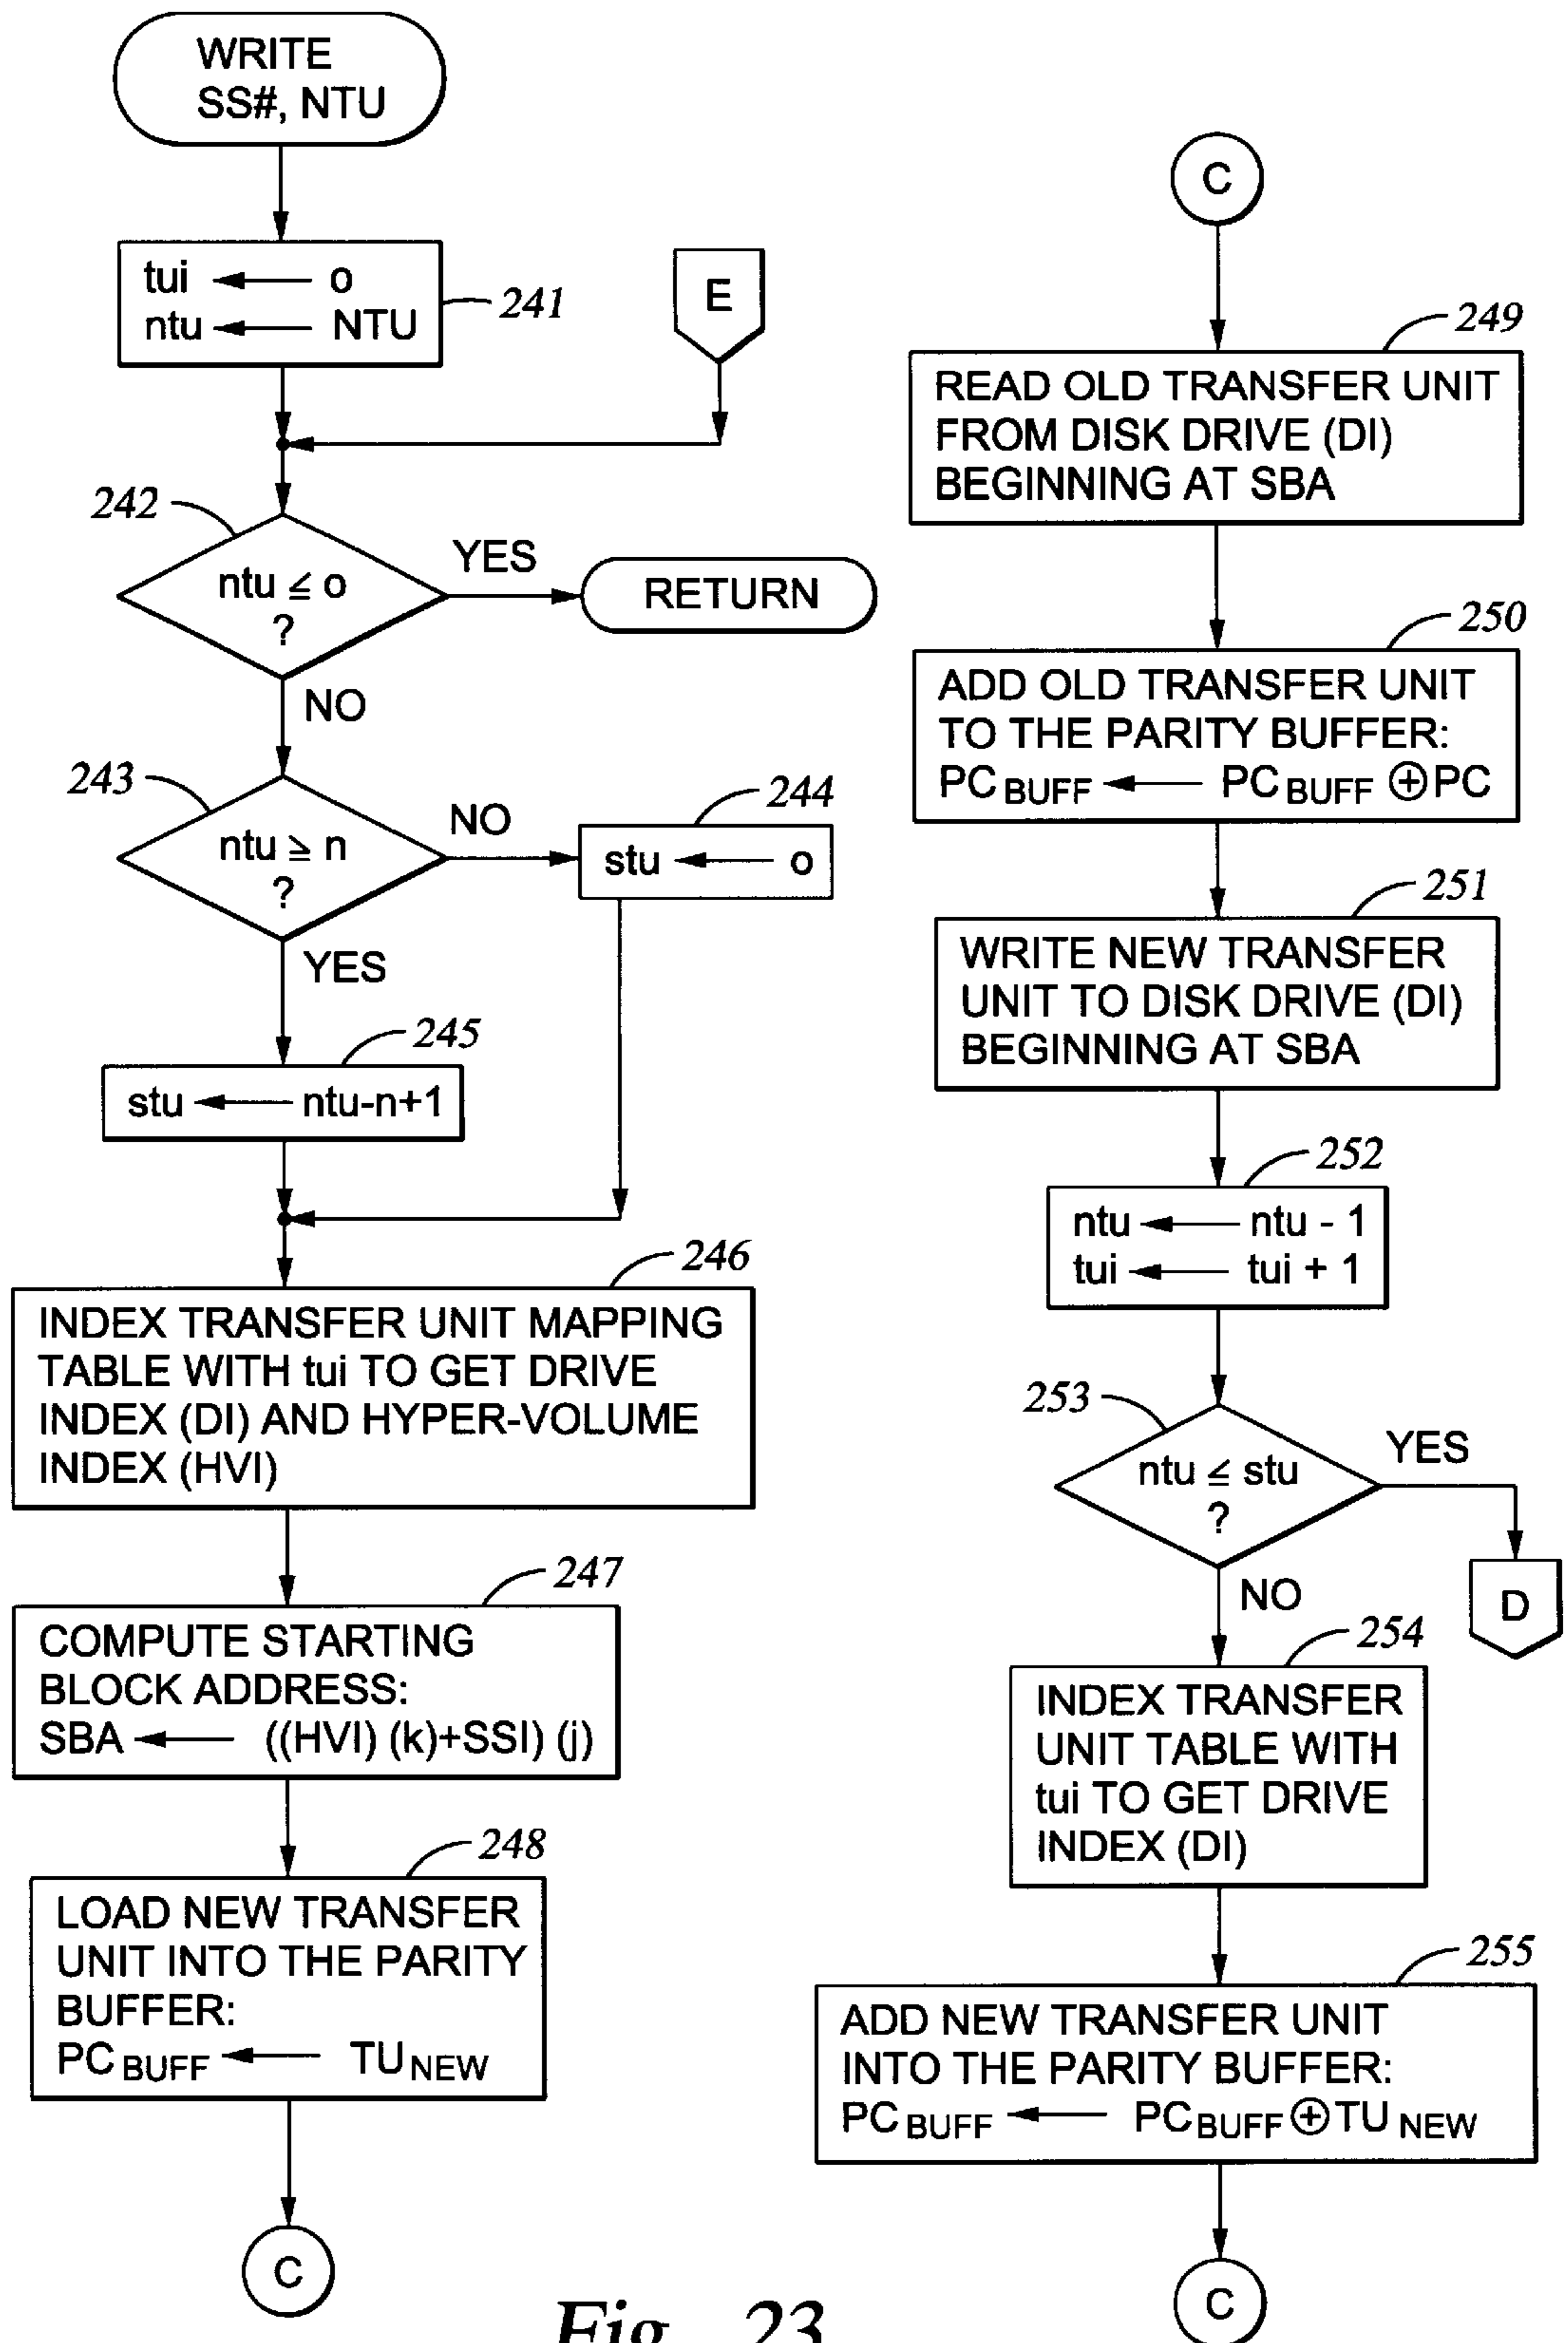 WRITE
SS#, NTU
tui ← o
ntu ← NTU
241
E
242
ntu ≤ o
?
YES
RETURN
NO
243
ntu ≥ n
?
NO
244
stu ← o
YES
245
stu ← ntu-n+1
246
INDEX TRANSFER UNIT MAPPING
TABLE WITH tui TO GET DRIVE
INDEX (DI) AND HYPER-VOLUME
INDEX (HVI)
247
COMPUTE STARTING
BLOCK ADDRESS:
SBA ← ((HVI) (k)+SSI) (j)
248
LOAD NEW TRANSFER
UNIT INTO THE PARITY
BUFFER:
PC BUFF ← TU NEW
C
C
249
READ OLD TRANSFER UNIT
FROM DISK DRIVE (DI)
BEGINNING AT SBA
250
ADD OLD TRANSFER UNIT
TO THE PARITY BUFFER:
PC BUFF ← PC BUFF ⊕ PC
251
WRITE NEW TRANSFER
UNIT TO DISK DRIVE (DI)
BEGINNING AT SBA
252
ntu ← ntu - 1
tui ← tui + 1
253
ntu ≤ stu
?
YES
D
NO
254
INDEX TRANSFER
UNIT TABLE WITH
tui TO GET DRIVE
INDEX (DI)
255
ADD NEW TRANSFER UNIT
INTO THE PARITY BUFFER:
PC BUFF ← PC BUFF ⊕ TU NEW
C
Fig. 23